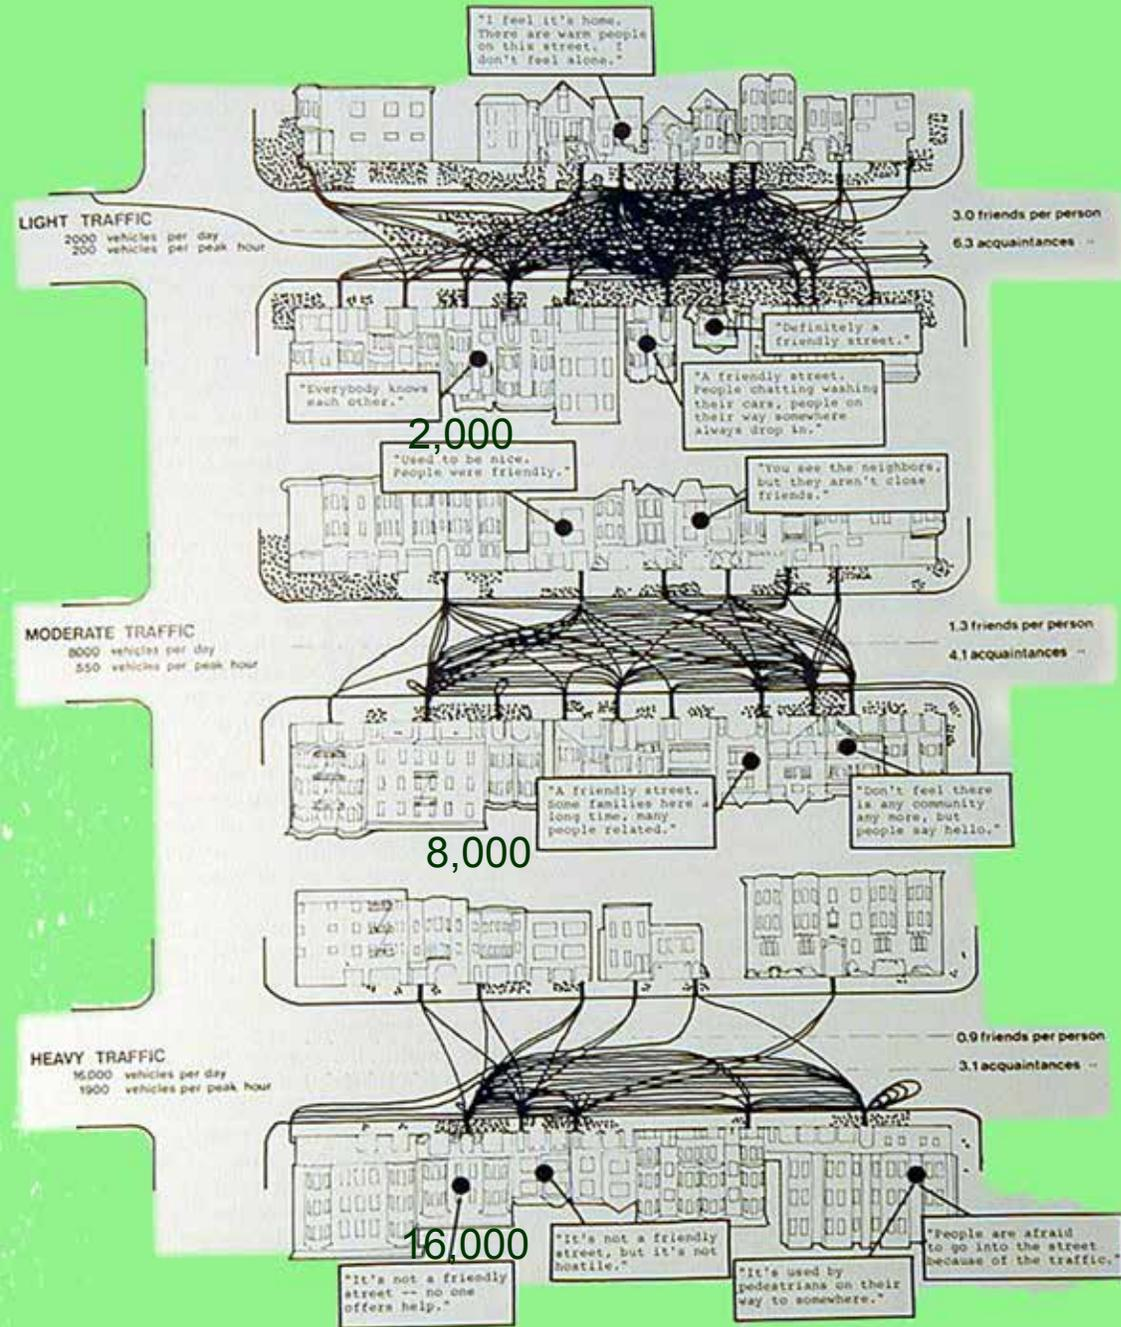 "I feel it's home.
There are warm people
on this street. I
don't feel alone."
LIGHT TRAFFIC
2000 vehicles per day
200 vehicles per peak hour
3.0 friends per person
6.3 acquaintances "
"Definitely a
friendly street."
"Everybody knows
each other."
"A friendly street.
People chatting washing
their cars, people on
their way somewhere
always drop in."
2,000
"Used to be nice.
People were friendly."
"You see the neighbors,
but they aren't close
friends."
MODERATE TRAFFIC
8000 vehicles per day
550 vehicles per peak hour
1.3 friends per person
4.1 acquaintances "
"A friendly street.
Some families here a
long time, many
people related."
"Don't feel there
is any community
any more, but
people say hello."
8,000
HEAVY TRAFFIC
16,000 vehicles per day
1900 vehicles per peak hour
0.9 friends per person
3.1 acquaintances "
16,000
"It's not a friendly
street -- no one
offers help."
"It's not a friendly
street, but it's not
hostile."
"It's used by
pedestrians on their
way to somewhere."
"People are afraid
to go into the street
because of the traffic."